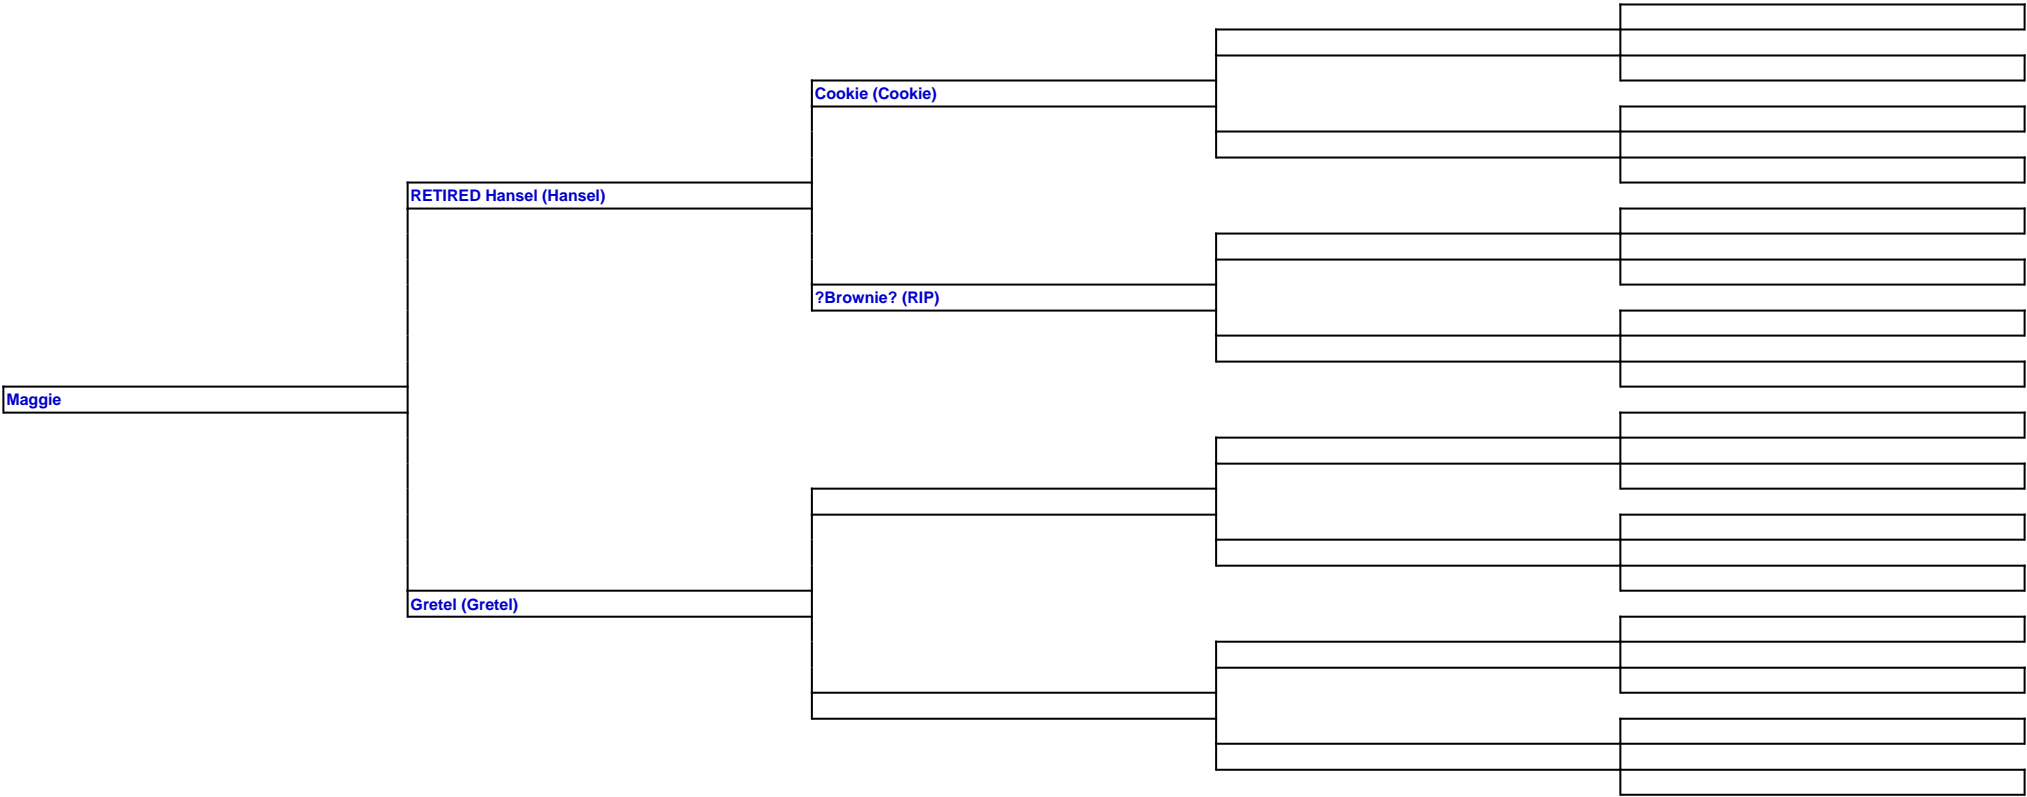 Cookie (Cookie)
RETIRED Hansel (Hansel)
?Brownie? (RIP)
Maggie
Gretel (Gretel)